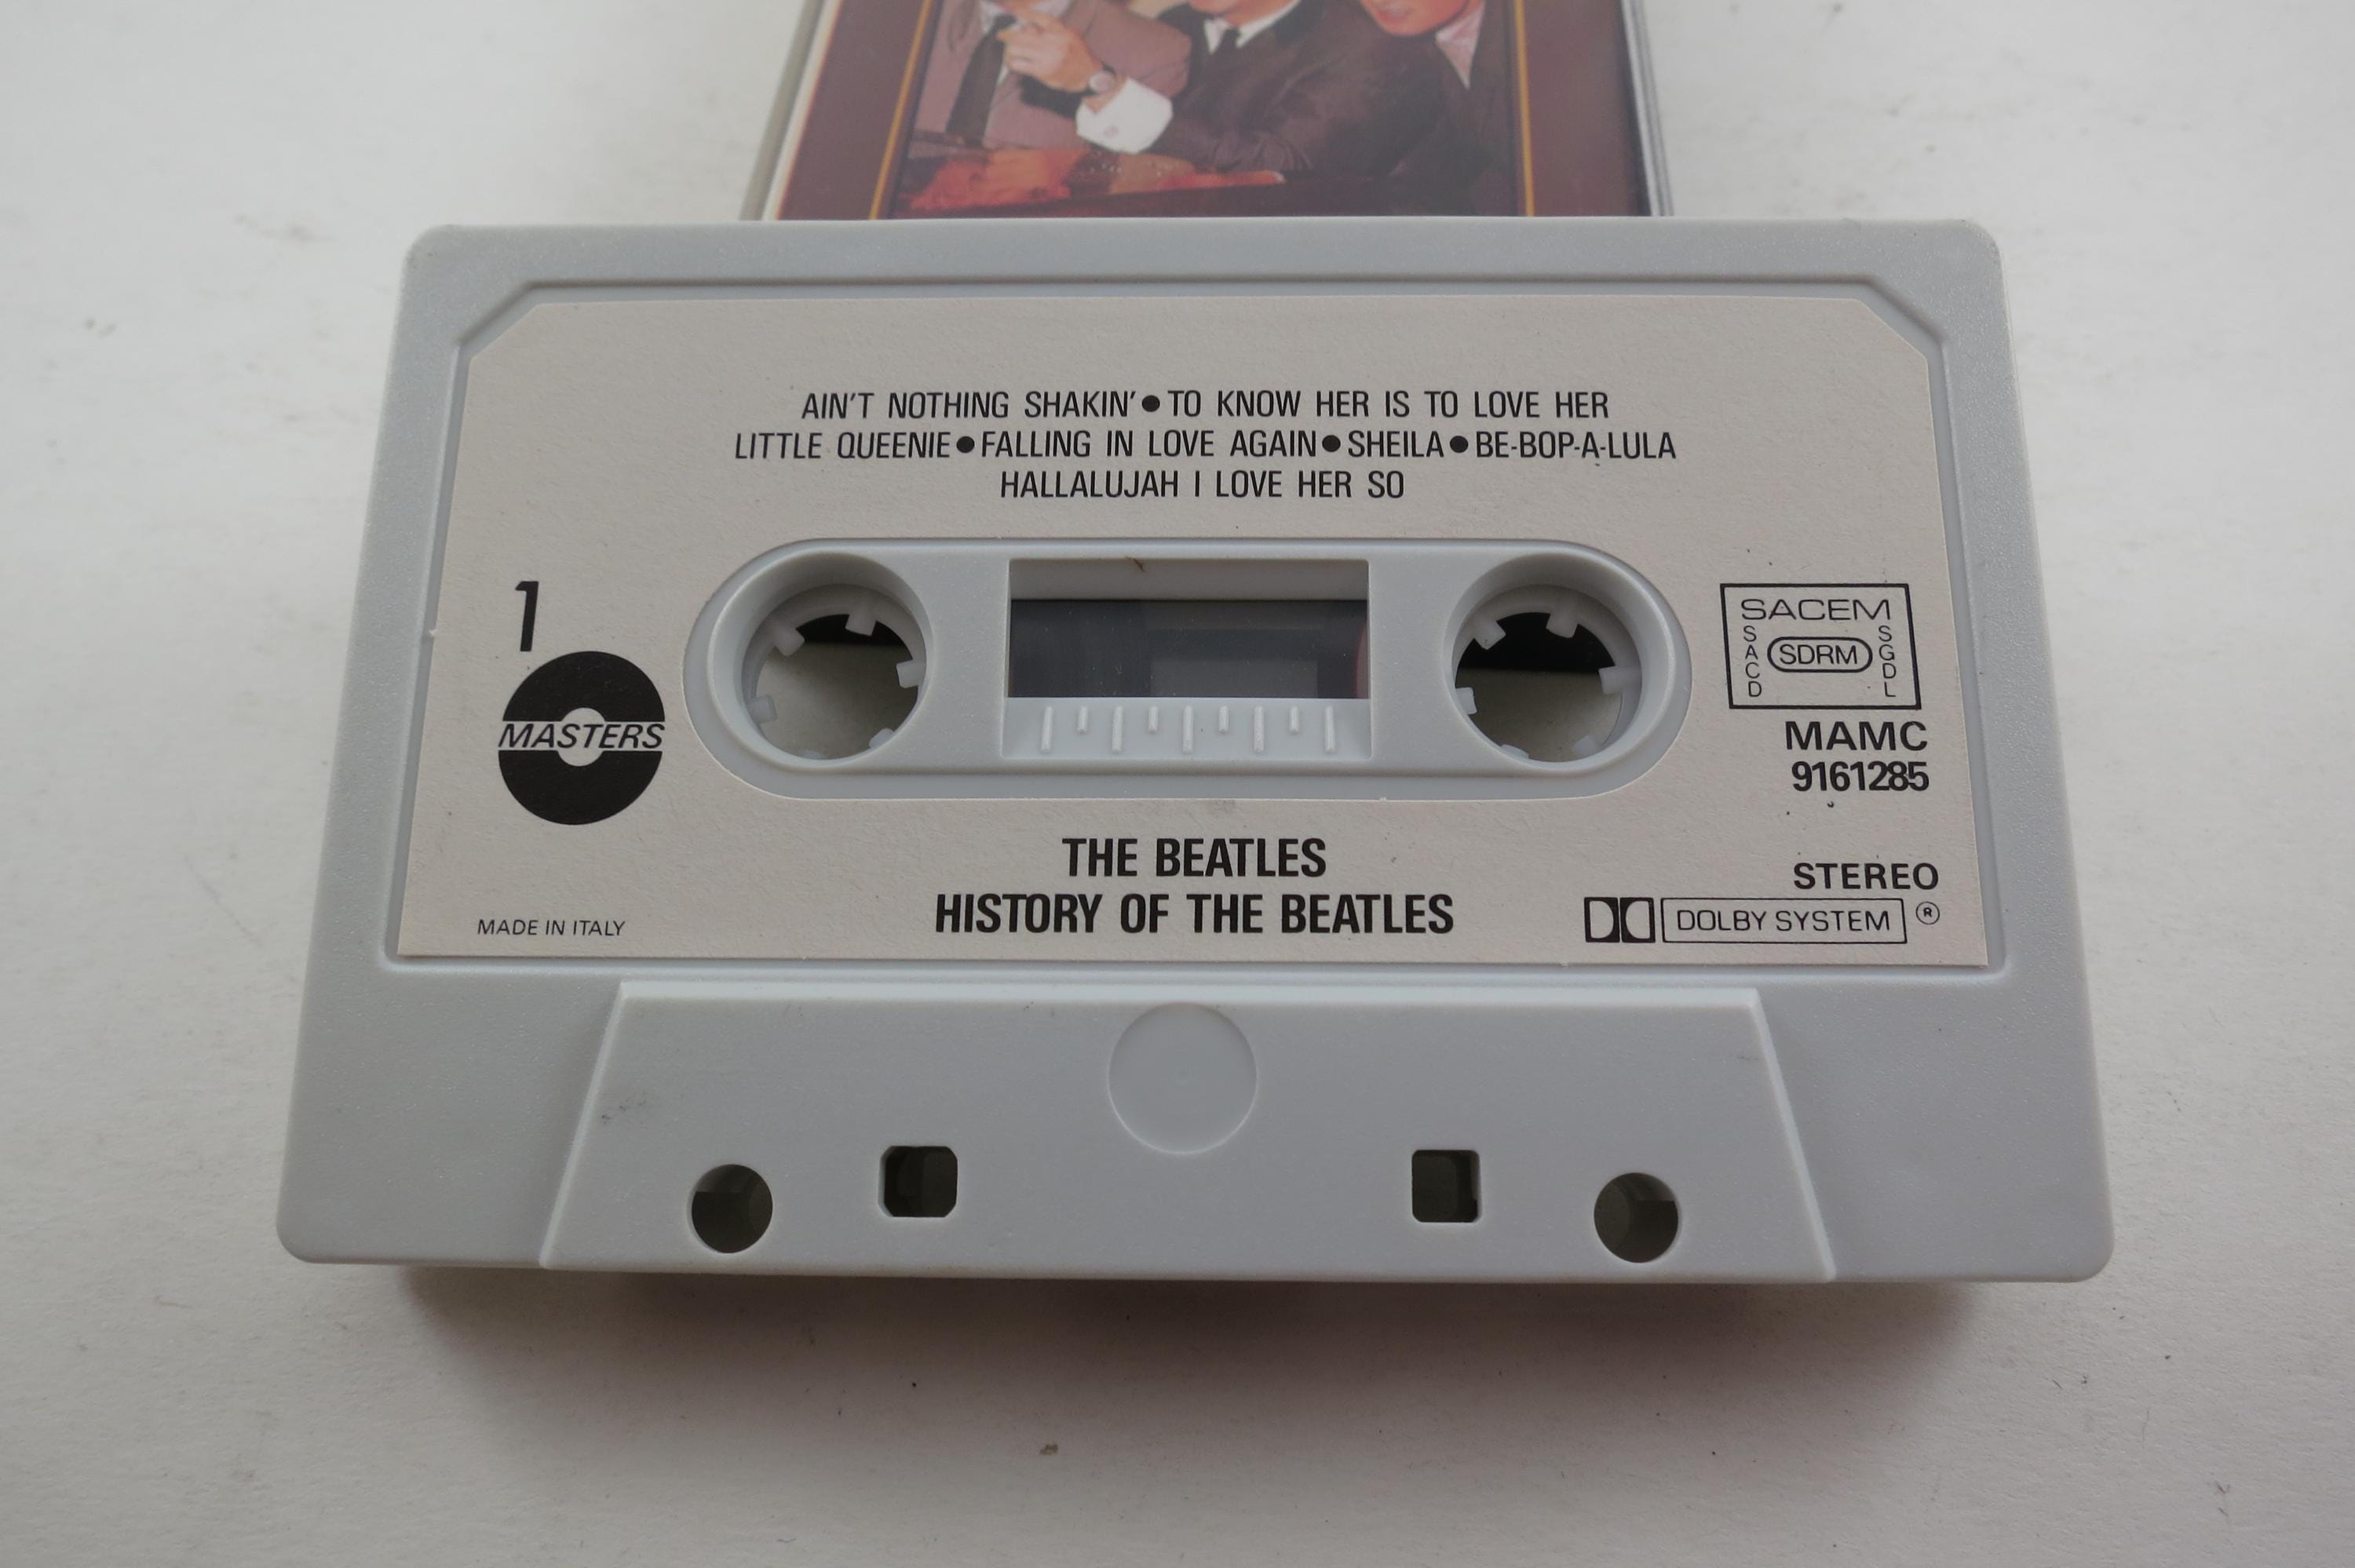 AIN'T NOTHING SHAKIN'●TO KNOW HER IS TO LOVE HER
LITTLE QUEENIE●FALLING IN LOVE AGAIN●SHEILA●BE-BOP-A-LULA
HALLALUJAH I LOVE HER SO
1
MASTERS
SACEM
SACD
SDRM
SGDL
MAMC
9161285
THE BEATLES
HISTORY OF THE BEATLES
MADE IN ITALY
STEREO
DOLBY SYSTEM ®